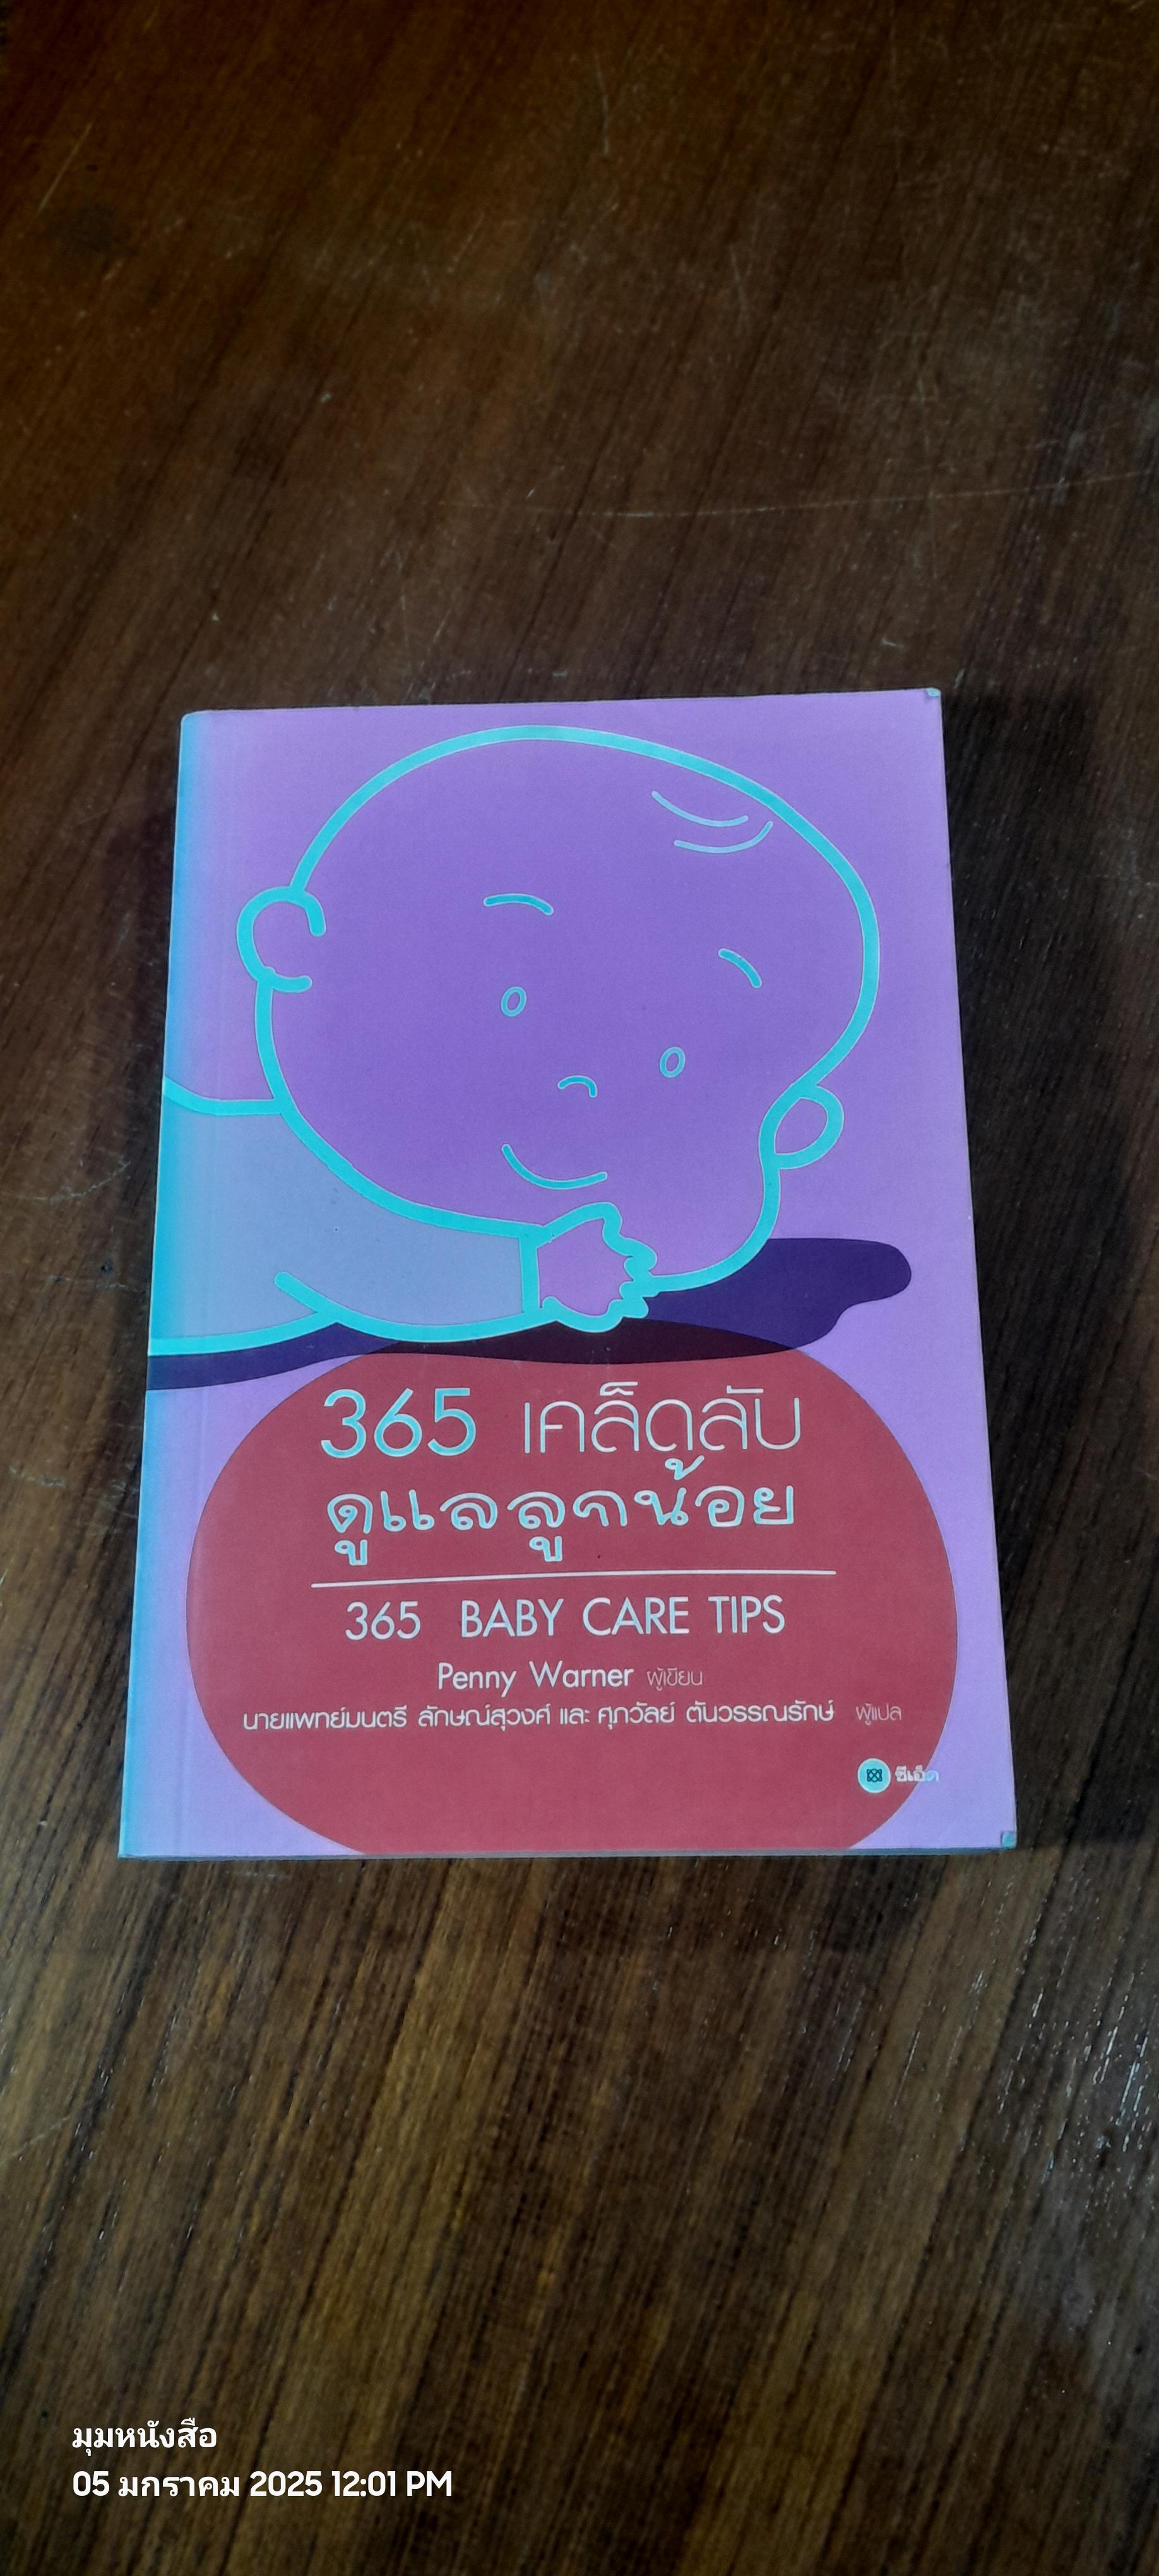 365 เคล็ดลับ
ดูแลลูกน้อย
365 BABY CARE TIPS
Penny Warner ผู้เขียน
นายแพทย์มนตรี ลักษณ์สุวงศ์ และ ศุภวัลย์ ตันวรรณรักษ์ ผู้แปล
ซีเอ็ด
มุมหนังสือ
05 มกราคม 2025 12:01 PM